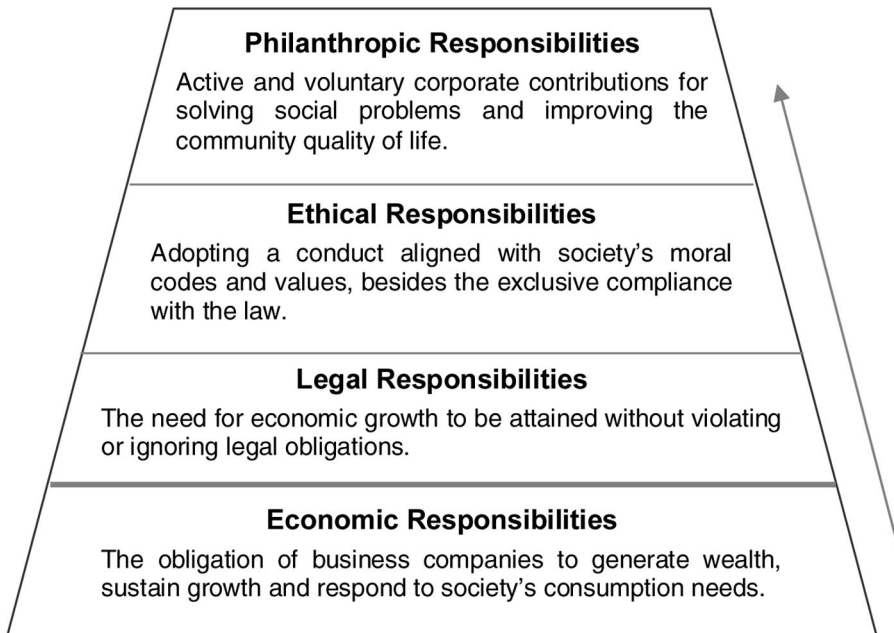 Philanthropic Responsibilities
Active and voluntary corporate contributions for
solving social problems and improving the
community quality of life.
Ethical Responsibilities
Adopting a conduct aligned with society's moral
codes and values, besides the exclusive compliance
with the law.
Legal Responsibilities
The need for economic growth to be attained without violating
or ignoring legal obligations.
Economic Responsibilities
The obligation of business companies to generate wealth,
sustain growth and respond to society's consumption needs.